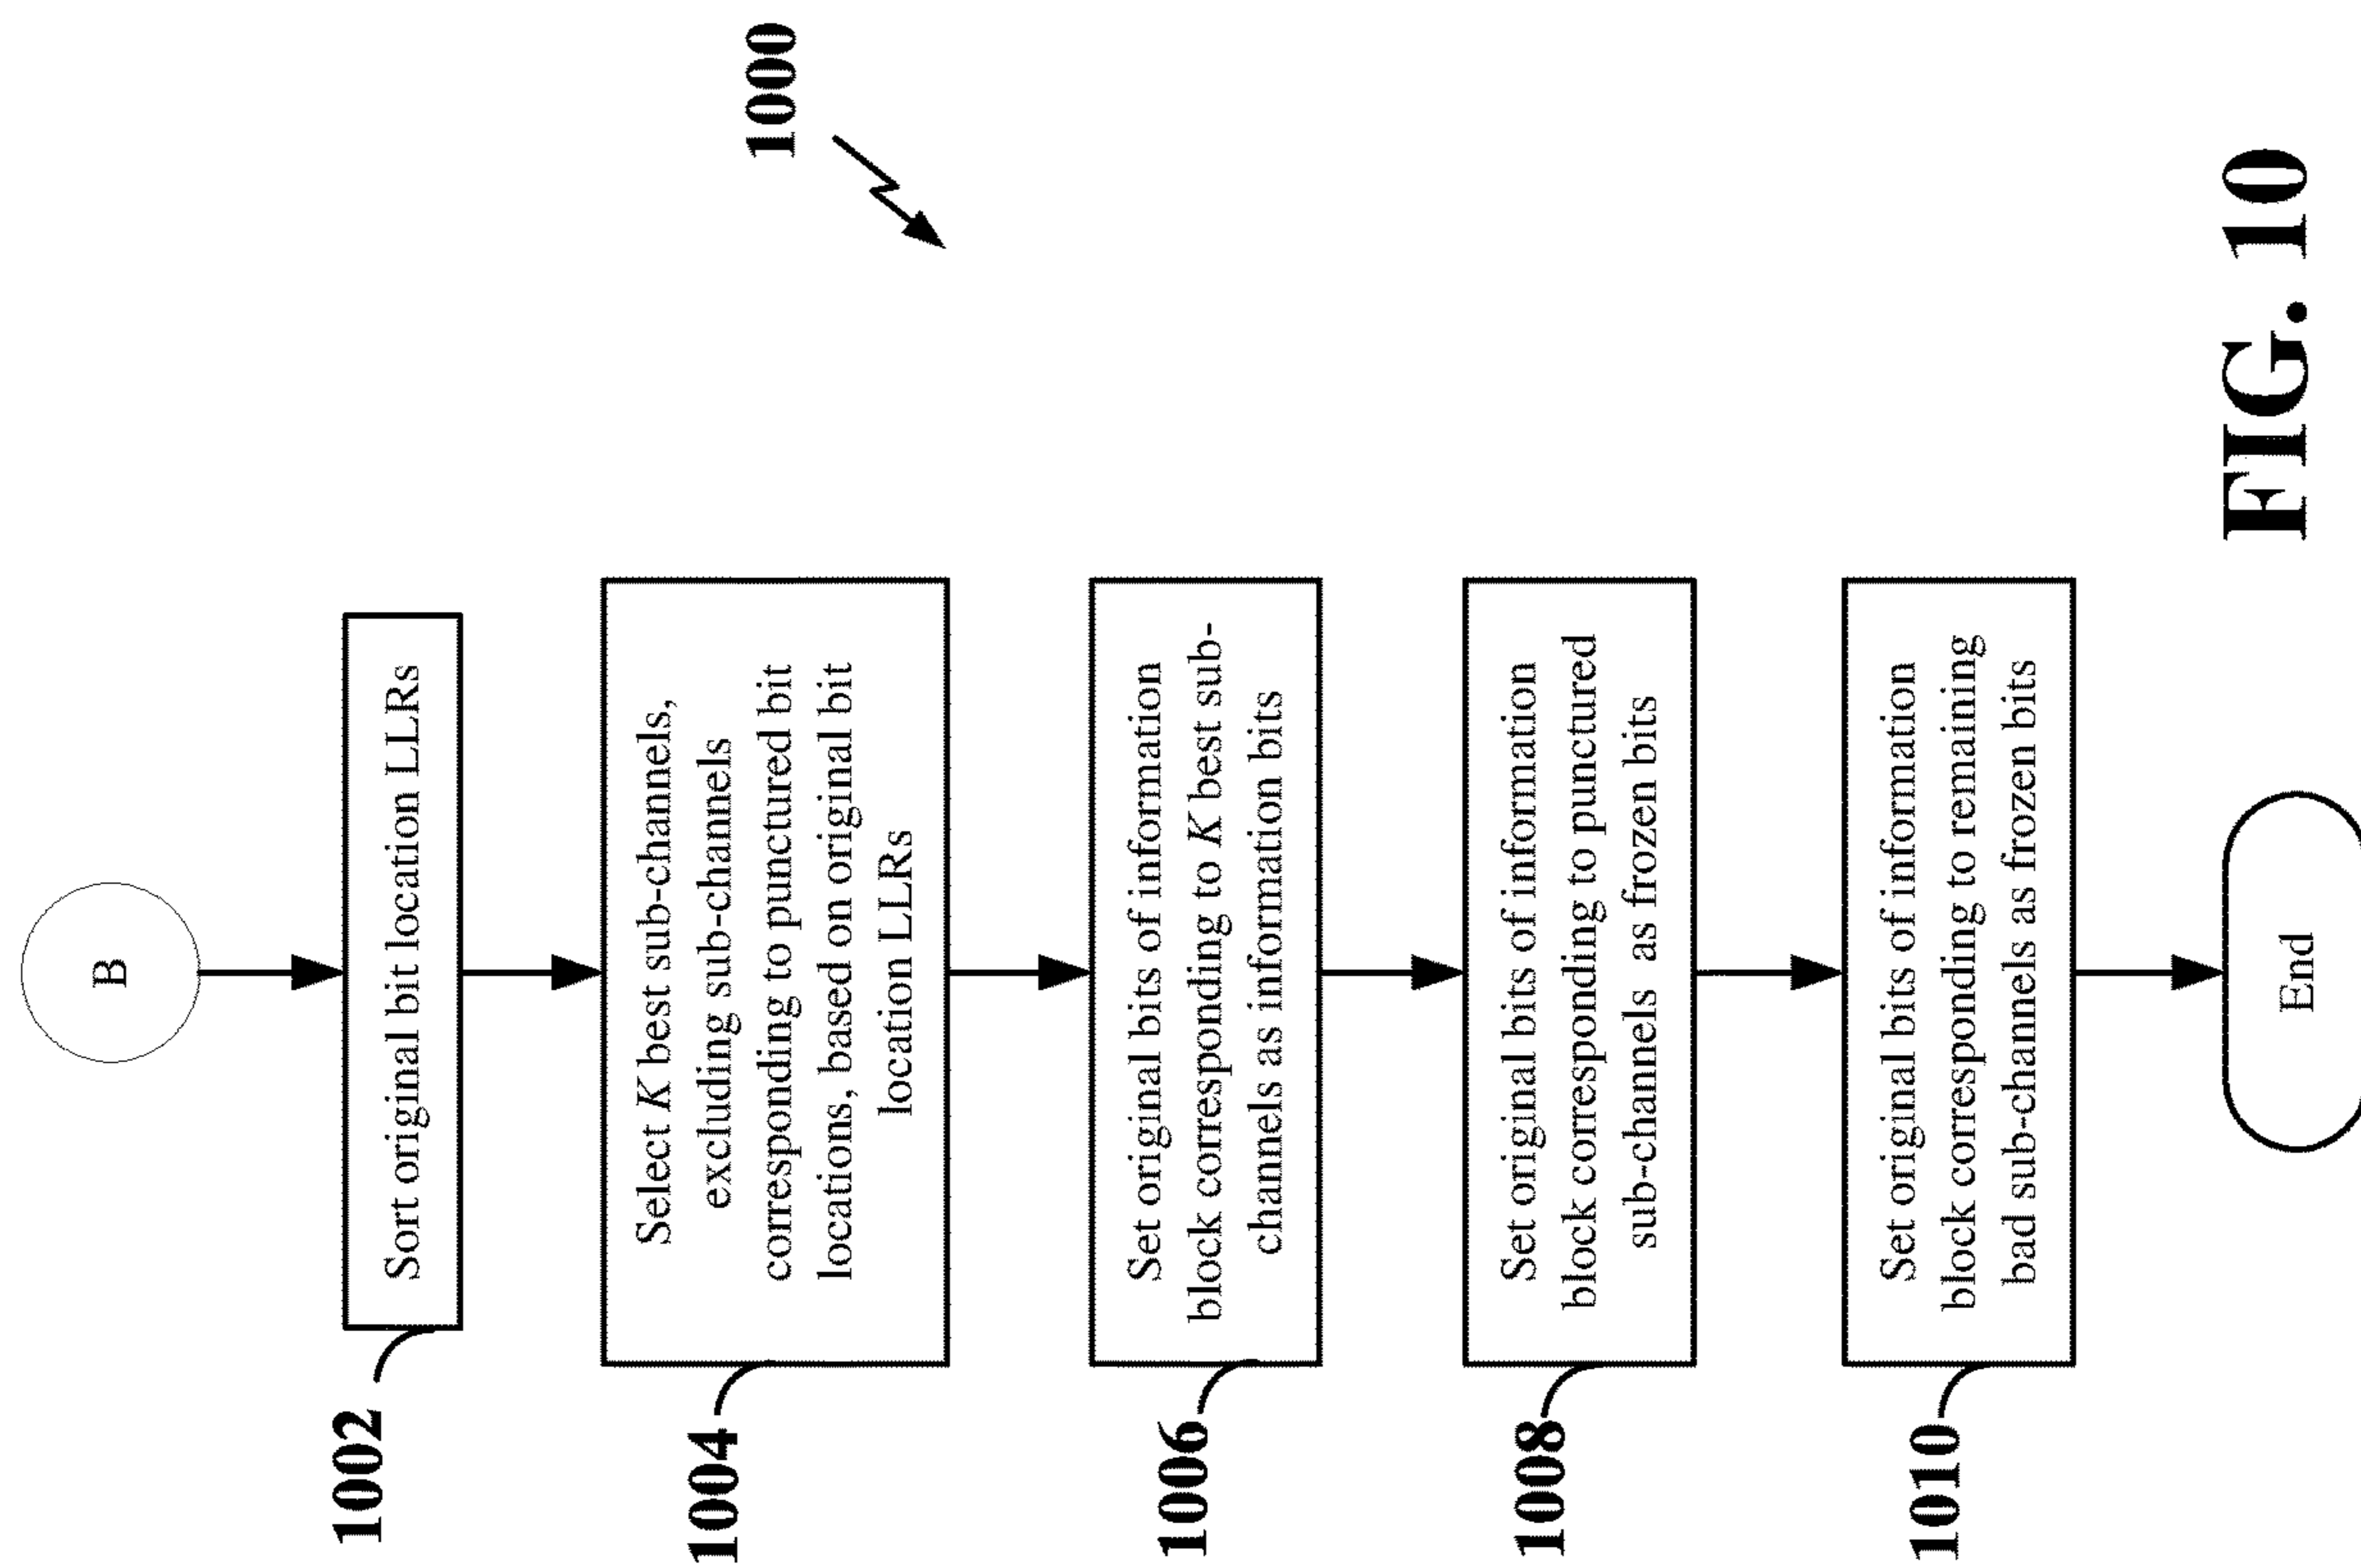 1000
B
1002
Sort original bit location LLRs
1004
Select K best sub-channels,
excluding sub-channels
corresponding to punctured bit
locations, based on original bit
location LLRs
1006
Set original bits of information
block corresponding to K best sub-
channels as information bits
1008
Set original bits of information
block corresponding to punctured
sub-channels as frozen bits
1010
Set original bits of information
block corresponding to remaining
bad sub-channels as frozen bits
End
FIG. 10